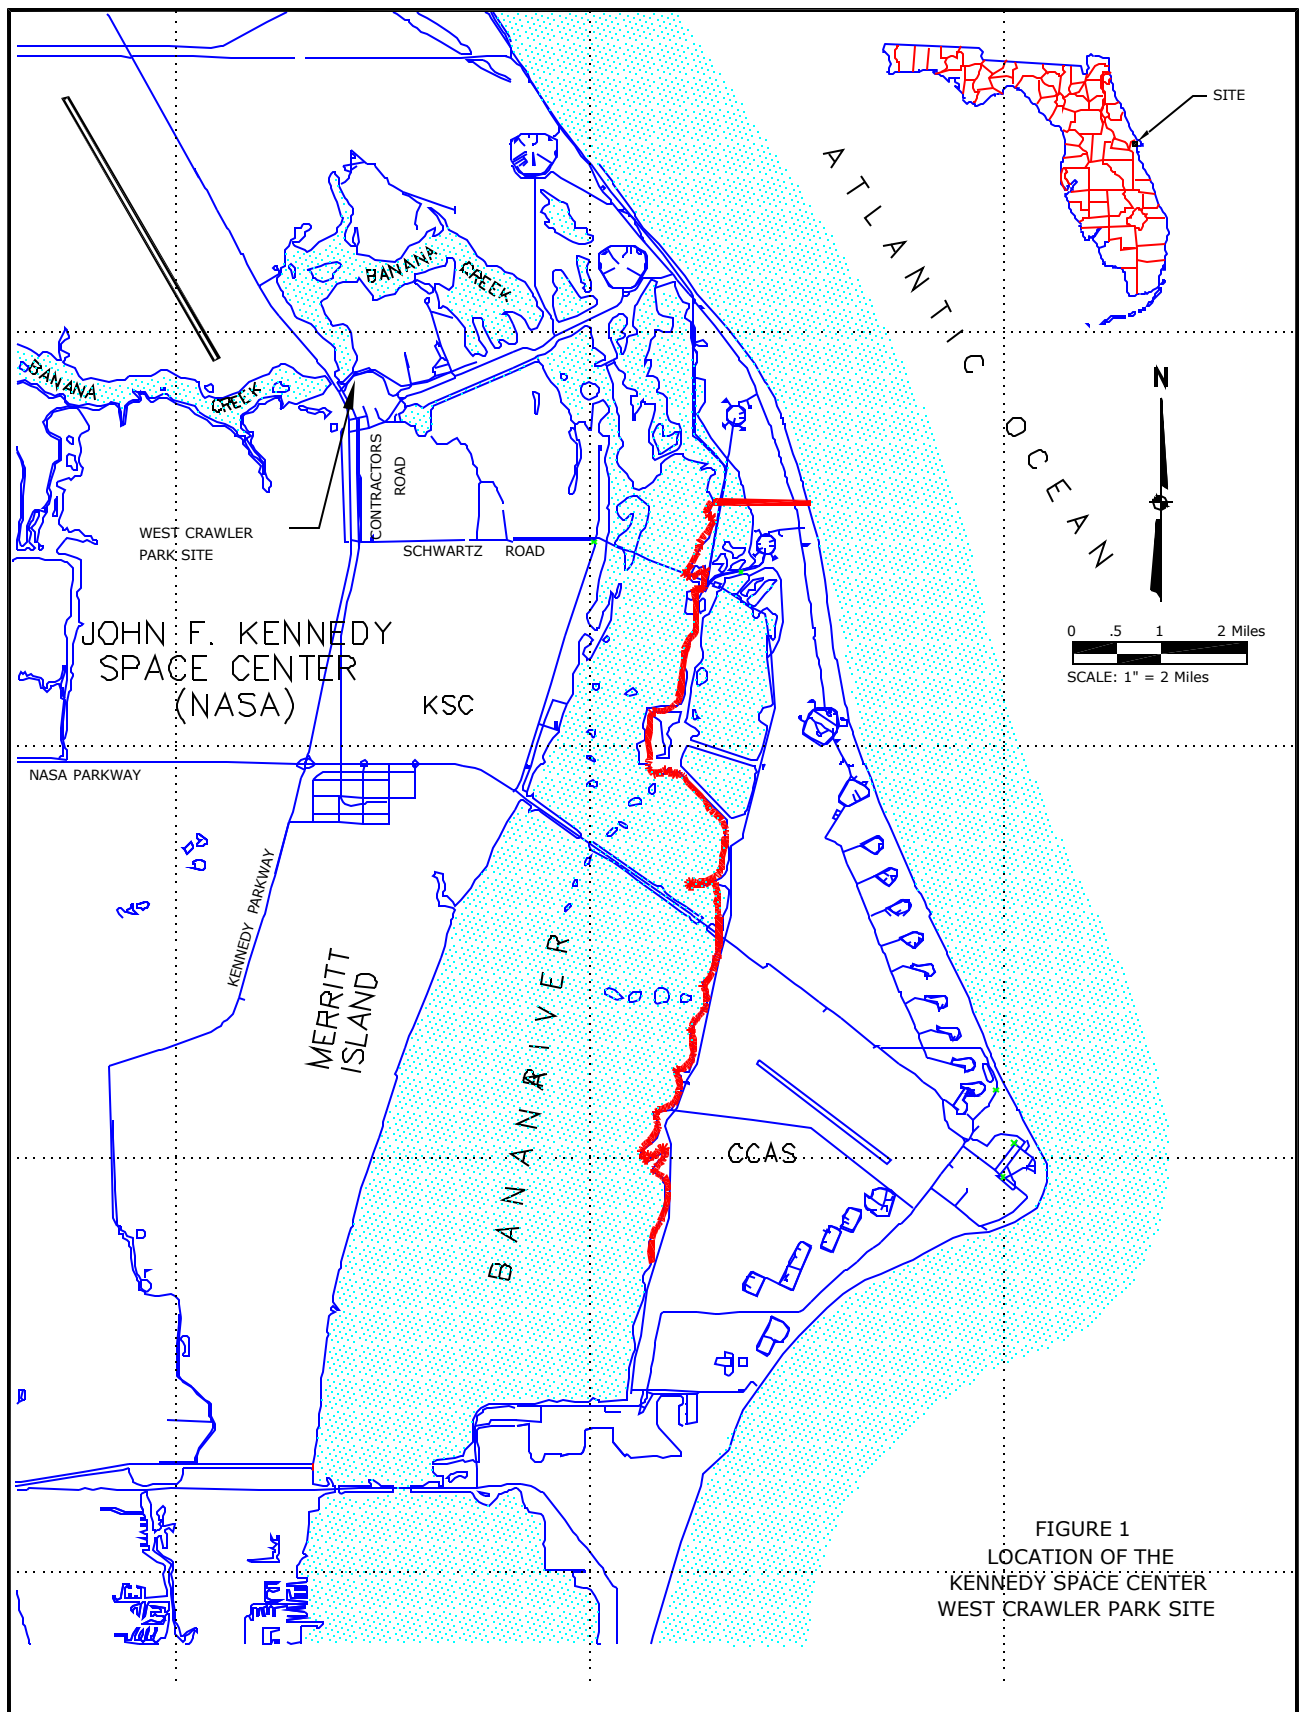 SITE
ATLANTIC
OCEAN
BANANA
CREEK
BANANA
CREEK
N
CONTRACTORS
ROAD
WEST CRAWLER
PARK SITE
SCHWARTZ ROAD
0 .5 1 2 Miles
SCALE: 1" = 2 Miles
JOHN F. KENNEDY
SPACE CENTER
(NASA)
KSC
NASA PARKWAY
KENNEDY PARKWAY
MERRITT
ISLAND
BANANA RIVER
CCAS
FIGURE 1
LOCATION OF THE
KENNEDY SPACE CENTER
WEST CRAWLER PARK SITE